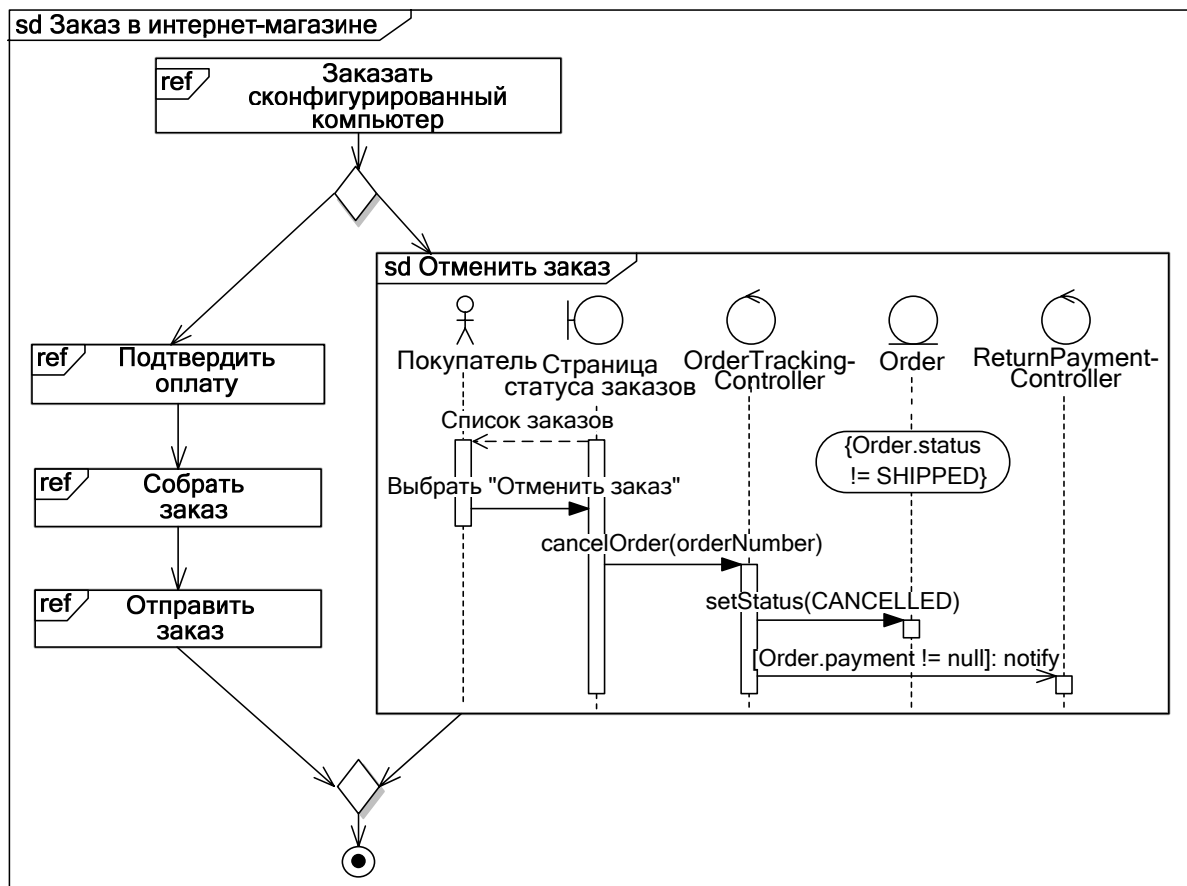 sd Заказ в интернет-магазине
ref
Заказать
сконфигурированный
компьютер
sd Отменить заказ
Покупатель
Страница
статуса заказов
OrderTracking-
Controller
Order
ReturnPayment-
Controller
Список заказов
{Order.status
!= SHIPPED}
Выбрать "Отменить заказ"
cancelOrder(orderNumber)
setStatus(CANCELLED)
[Order.payment != null]: notify
ref
Подтвердить
оплату
ref
Собрать
заказ
ref
Отправить
заказ